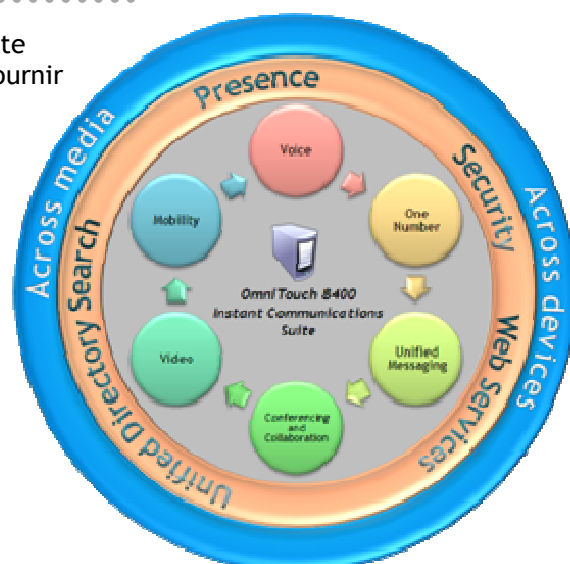 te
ournir
Presence
Across media
Security
Across devices
Voice
Mobility
One
Number
Omni Touch 8400
Instant Communications
Suite
Unified Directory Search
Video
Unified
Messaging
Web Services
Conferencing
and
Collaboration